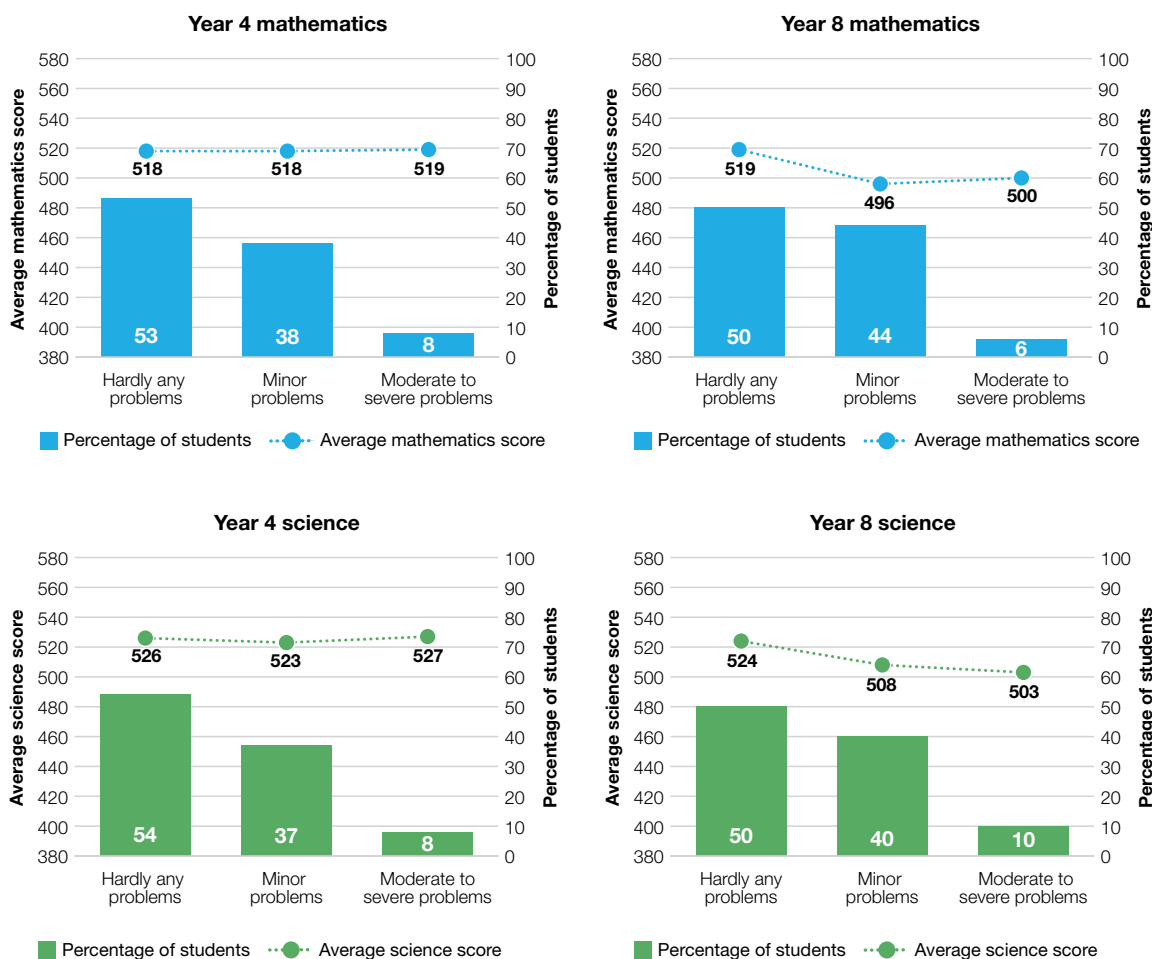 Year 4 mathematics
580
560
540
520
500
480
460
440
420
400
380
Average mathematics score
100
90
80
70
60
50
40
30
20
10
0
Percentage of students
518
518
519
53
38
8
Hardly any
problems
Minor
problems
Moderate to
severe problems
Percentage of students
Average mathematics score
Year 8 mathematics
580
560
540
520
500
480
460
440
420
400
380
Average mathematics score
100
90
80
70
60
50
40
30
20
10
0
Percentage of students
519
496
500
50
44
6
Hardly any
problems
Minor
problems
Moderate to
severe problems
Percentage of students
Average mathematics score
Year 4 science
580
560
540
520
500
480
460
440
420
400
380
Average science score
100
90
80
70
60
50
40
30
20
10
0
Percentage of students
526
523
527
54
37
8
Hardly any
problems
Minor
problems
Moderate to
severe problems
Percentage of students
Average science score
Year 8 science
580
560
540
520
500
480
460
440
420
400
380
Average science score
100
90
80
70
60
50
40
30
20
10
0
Percentage of students
524
508
503
50
40
10
Hardly any
problems
Minor
problems
Moderate to
severe problems
Percentage of students
Average science score